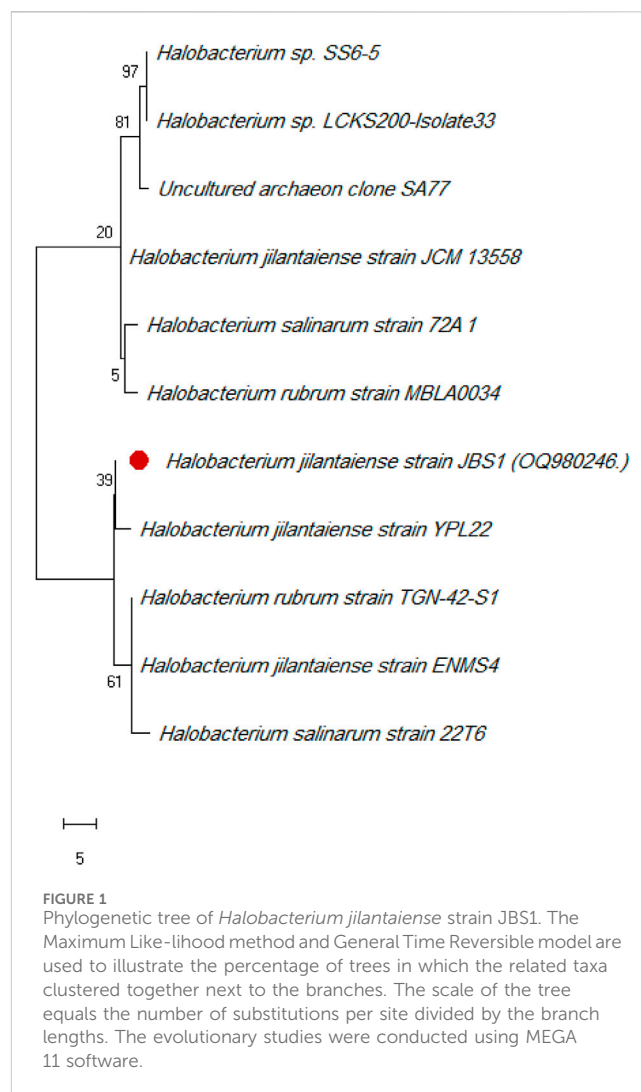 Halobacterium sp. SS6-5
97
Halobacterium sp. LCKS200-Isolate33
81
Uncultured archaeon clone SA77
20
Halobacterium jilantaiense strain JCM 13558
Halobacterium salinarum strain 72A 1
5
Halobacterium rubrum strain MBLA0034
Halobacterium jilantaiense strain JBS1 (OQ980246.)
39
Halobacterium jilantaiense strain YPL22
Halobacterium rubrum strain TGN-42-S1
Halobacterium jilantaiense strain ENMS4
61
Halobacterium salinarum strain 22T6
5
FIGURE 1
Phylogenetic tree of Halobacterium jilantaiense strain JBS1. The
Maximum Like-lihood method and General Time Reversible model are
used to illustrate the percentage of trees in which the related taxa
clustered together next to the branches. The scale of the tree
equals the number of substitutions per site divided by the branch
lengths. The evolutionary studies were conducted using MEGA
11 software.